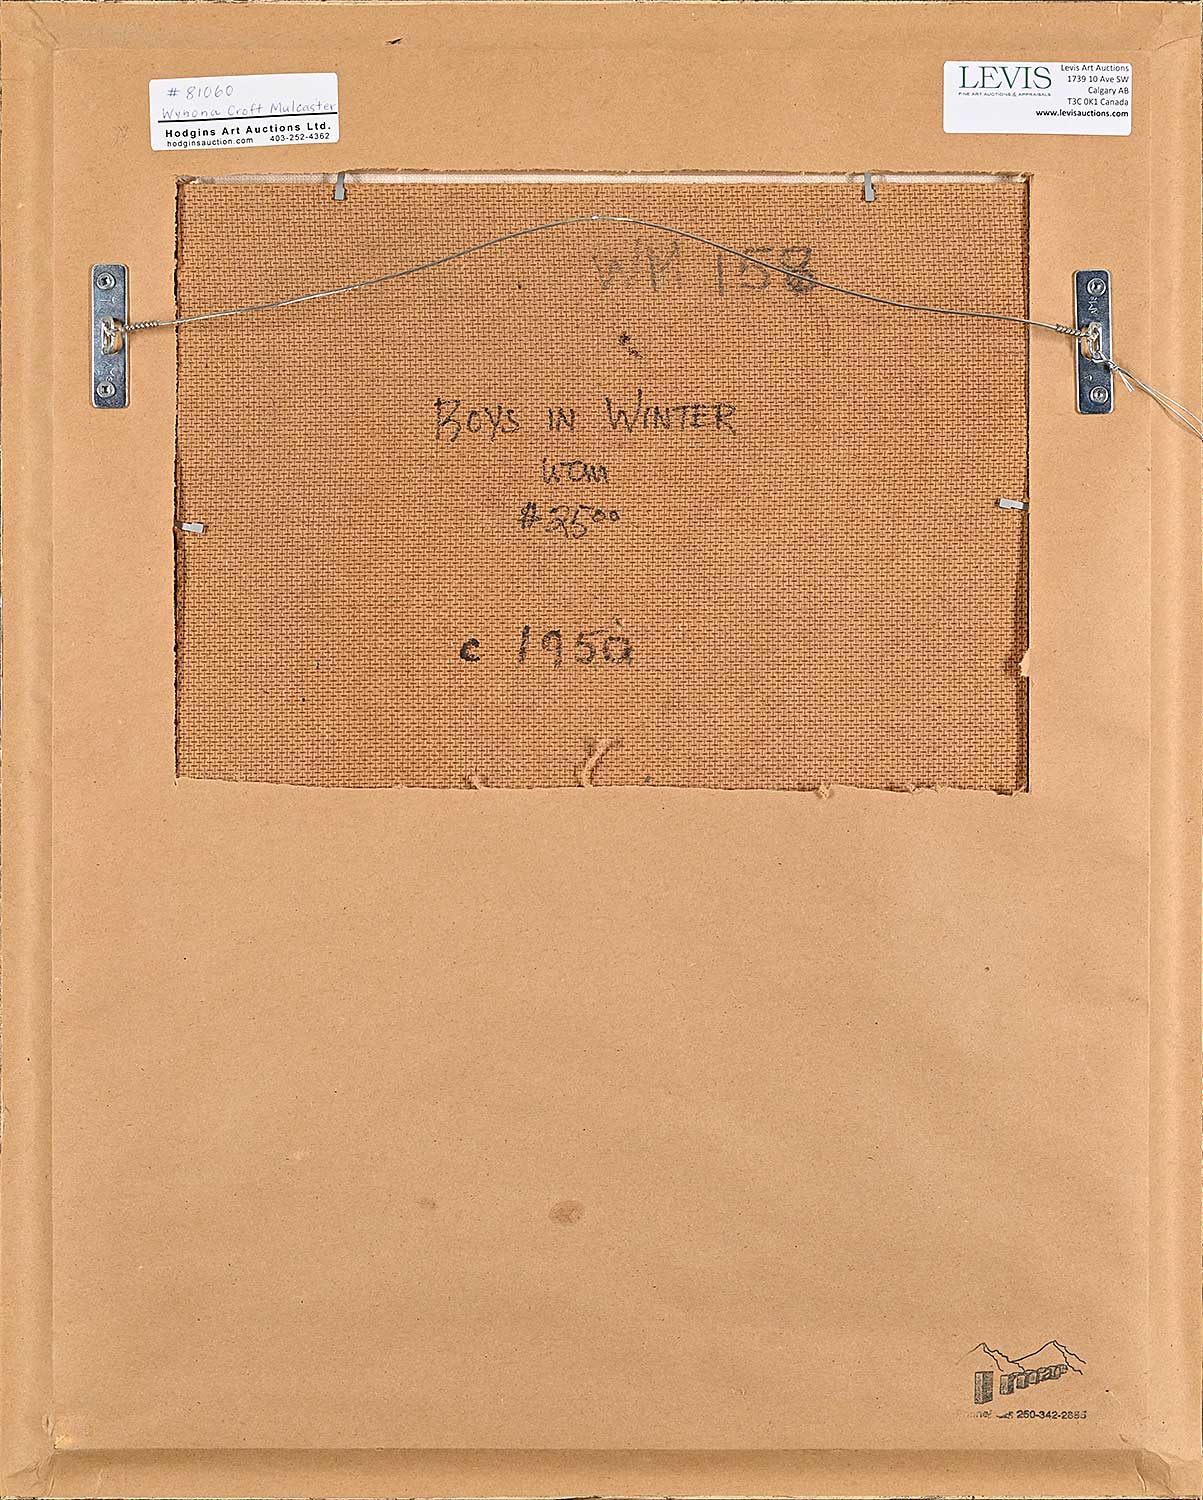 # 81060
Wynona Croft Mulcaster
Hodgins Art Auctions Ltd.
hodginsauction.com 403-252-4362
LEVIS
FINE ART AUCTIONS & APPRAISALS
Levis Art Auctions
1739 10 Ave SW
Calgary AB
T3C 0K1 Canada
www.levisauctions.com
158
BOYS IN WINTER
WCM
$2500
c 1950
250-342-2885